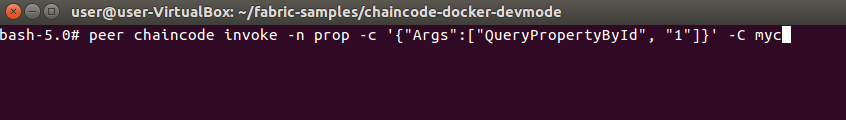 user@user-VirtualBox: ~/fabric-samples/chaincode-docker-devmode
bash-5.0# peer chaincode invoke -n prop -c '{"Args":["QueryPropertyById", "1"]}' -C myc